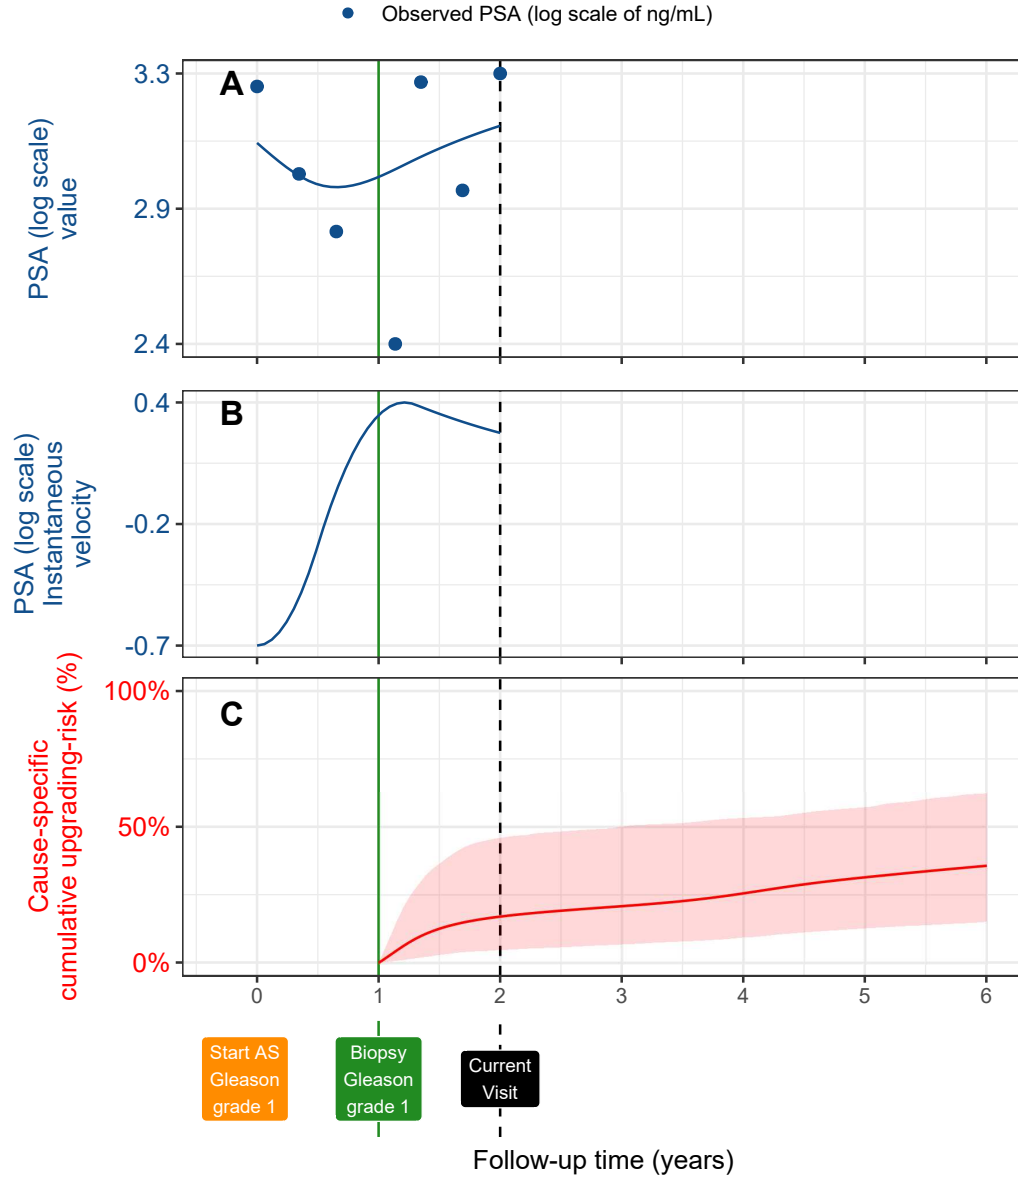 Observed PSA (log scale of ng/mL)
A
PSA (log scale)
value
3.3
2.9
2.4
B
PSA (log scale)
Instantaneous
velocity
0.4
-0.2
-0.7
C
Cause-specific
cumulative upgrading-risk (%)
100%
50%
0%
0 1 2 3 4 5 6
Start AS
Gleason
grade 1
Biopsy
Gleason
grade 1
Current
Visit
Follow-up time (years)